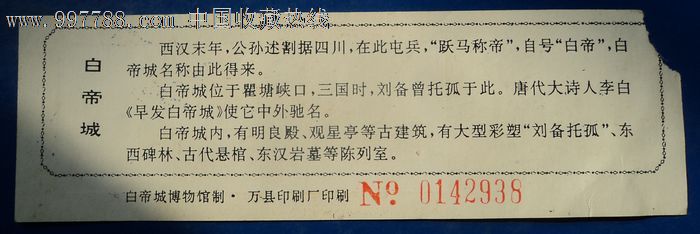 www.997788.com 中国收藏热线
白帝城
西汉末年，公孙述割据四川，在此屯兵，“跃马称帝”，自号“白帝”，白
帝城名称由此得来。
白帝城位于瞿塘峡口，三国时，刘备曾托孤于此。唐代大诗人李白
《早发白帝城》使它中外驰名。
白帝城内，有明良殿、观星亭等古建筑，有大型彩塑“刘备托孤”、东
西碑林、古代悬棺、东汉岩墓等陈列室。
白帝城博物馆制·万县印刷厂印刷 № 0142938